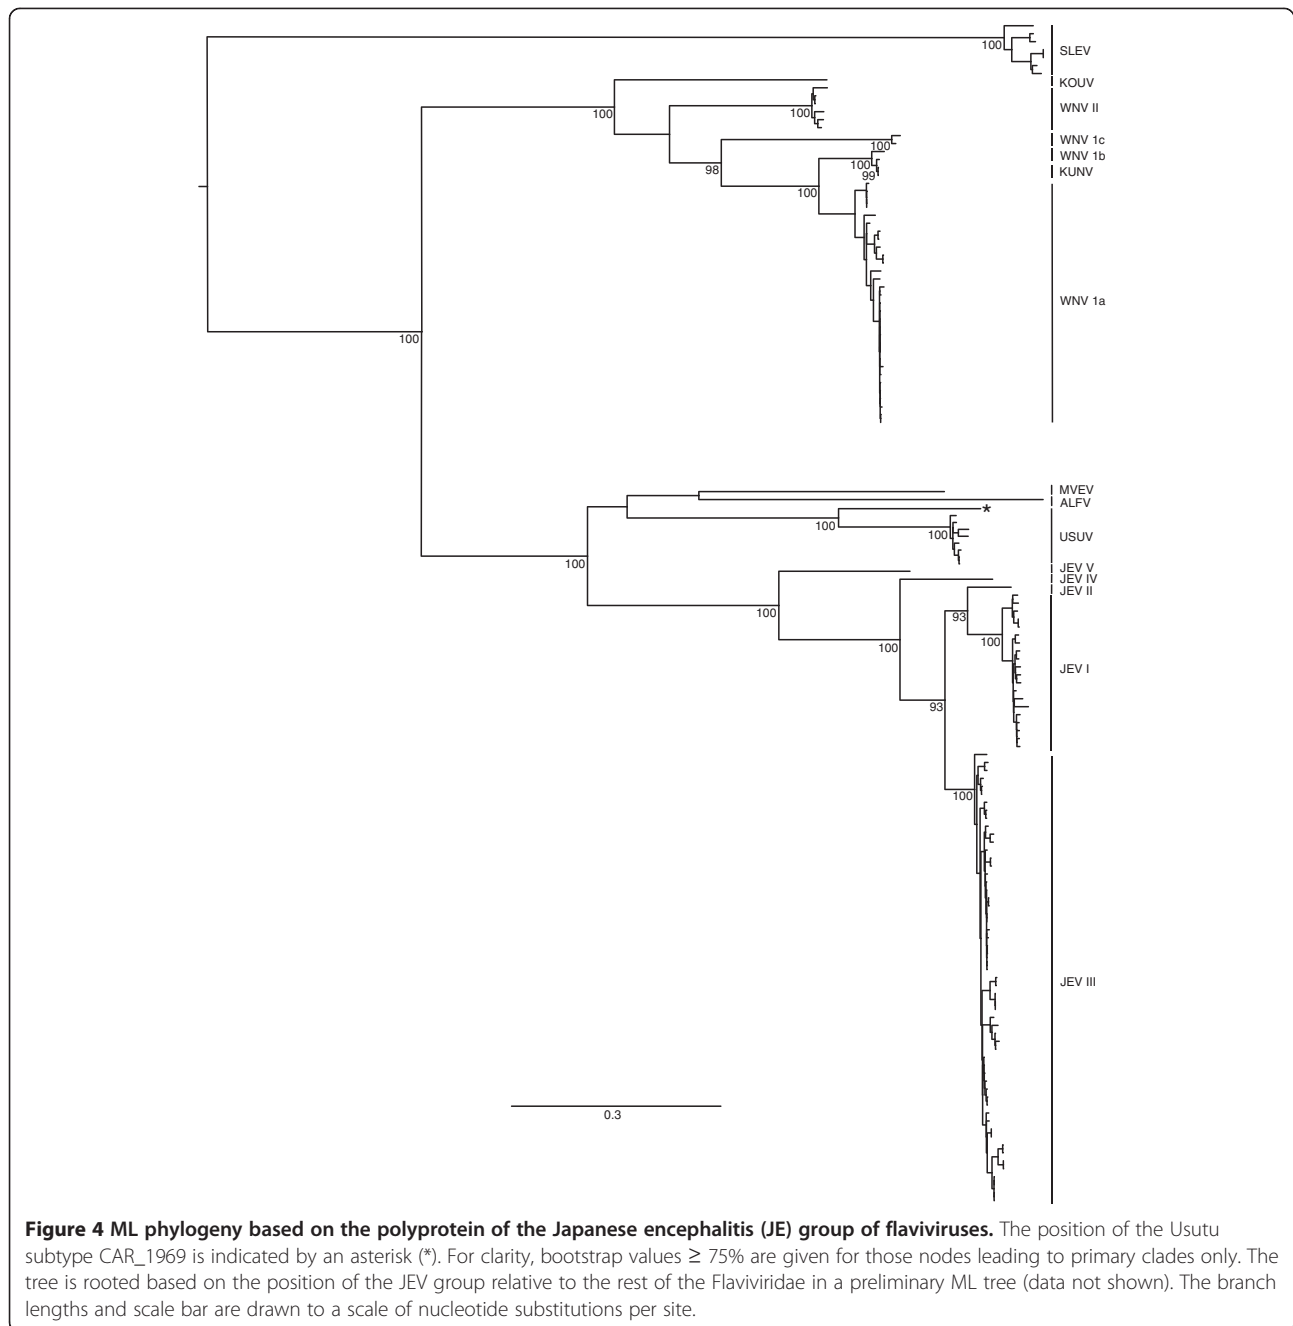 100
SLEV
KOUV
100
100
WNV II
100
WNV 1c
100
WNV 1b
98
99
KUNV
100
WNV 1a
100
MVEV
ALFV
*
100
100
USUV
100
JEV V
JEV IV
JEV II
100
93
100
100
JEV I
93
100
JEV III
0.3
Figure 4 ML phylogeny based on the polyprotein of the Japanese encephalitis (JE) group of flaviviruses. The position of the Usutu
subtype CAR_1969 is indicated by an asterisk (*). For clarity, bootstrap values ≥ 75% are given for those nodes leading to primary clades only. The
tree is rooted based on the position of the JEV group relative to the rest of the Flaviviridae in a preliminary ML tree (data not shown). The branch
lengths and scale bar are drawn to a scale of nucleotide substitutions per site.